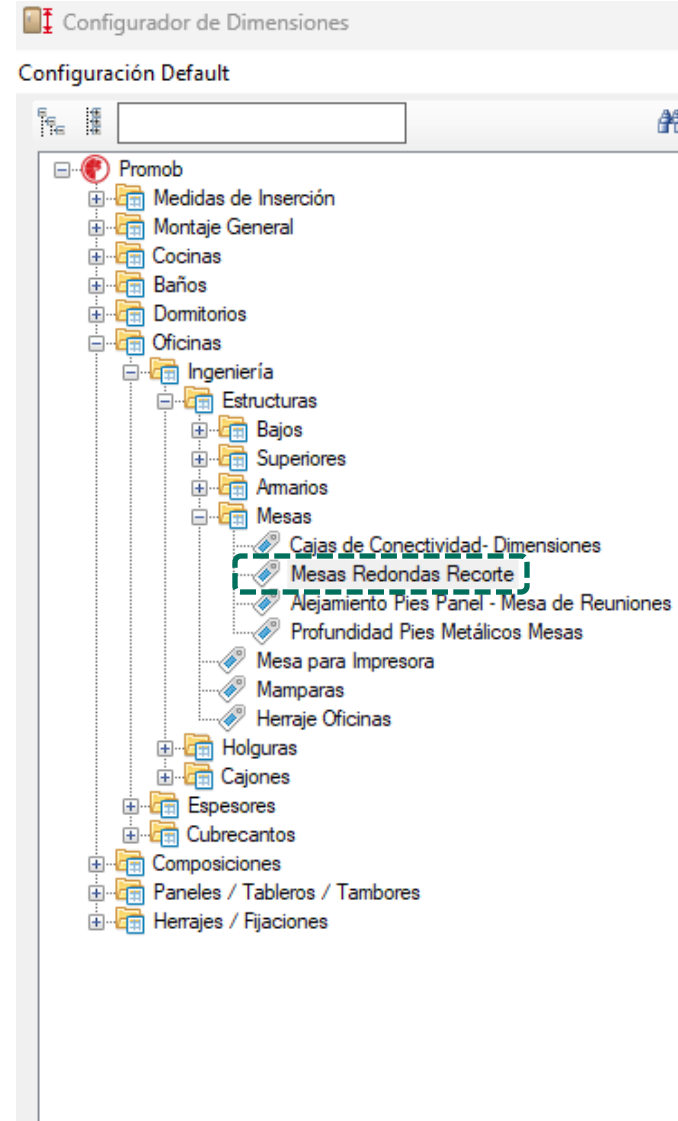 Configurador de Dimensiones
Configuración Default
Promob
Medidas de Inserción
Montaje General
Cocinas
Baños
Dormitorios
Oficinas
Ingeniería
Estructuras
Bajos
Superiores
Armarios
Mesas
Cajas de Conectividad- Dimensiones
Mesas Redondas Recorte
Alejamiento Pies Panel - Mesa de Reuniones
Profundidad Pies Metálicos Mesas
Mesa para Impresora
Mamparas
Herraje Oficinas
Holguras
Cajones
Espesores
Cubrecantos
Composiciones
Paneles / Tableros / Tambores
Herrajes / Fijaciones